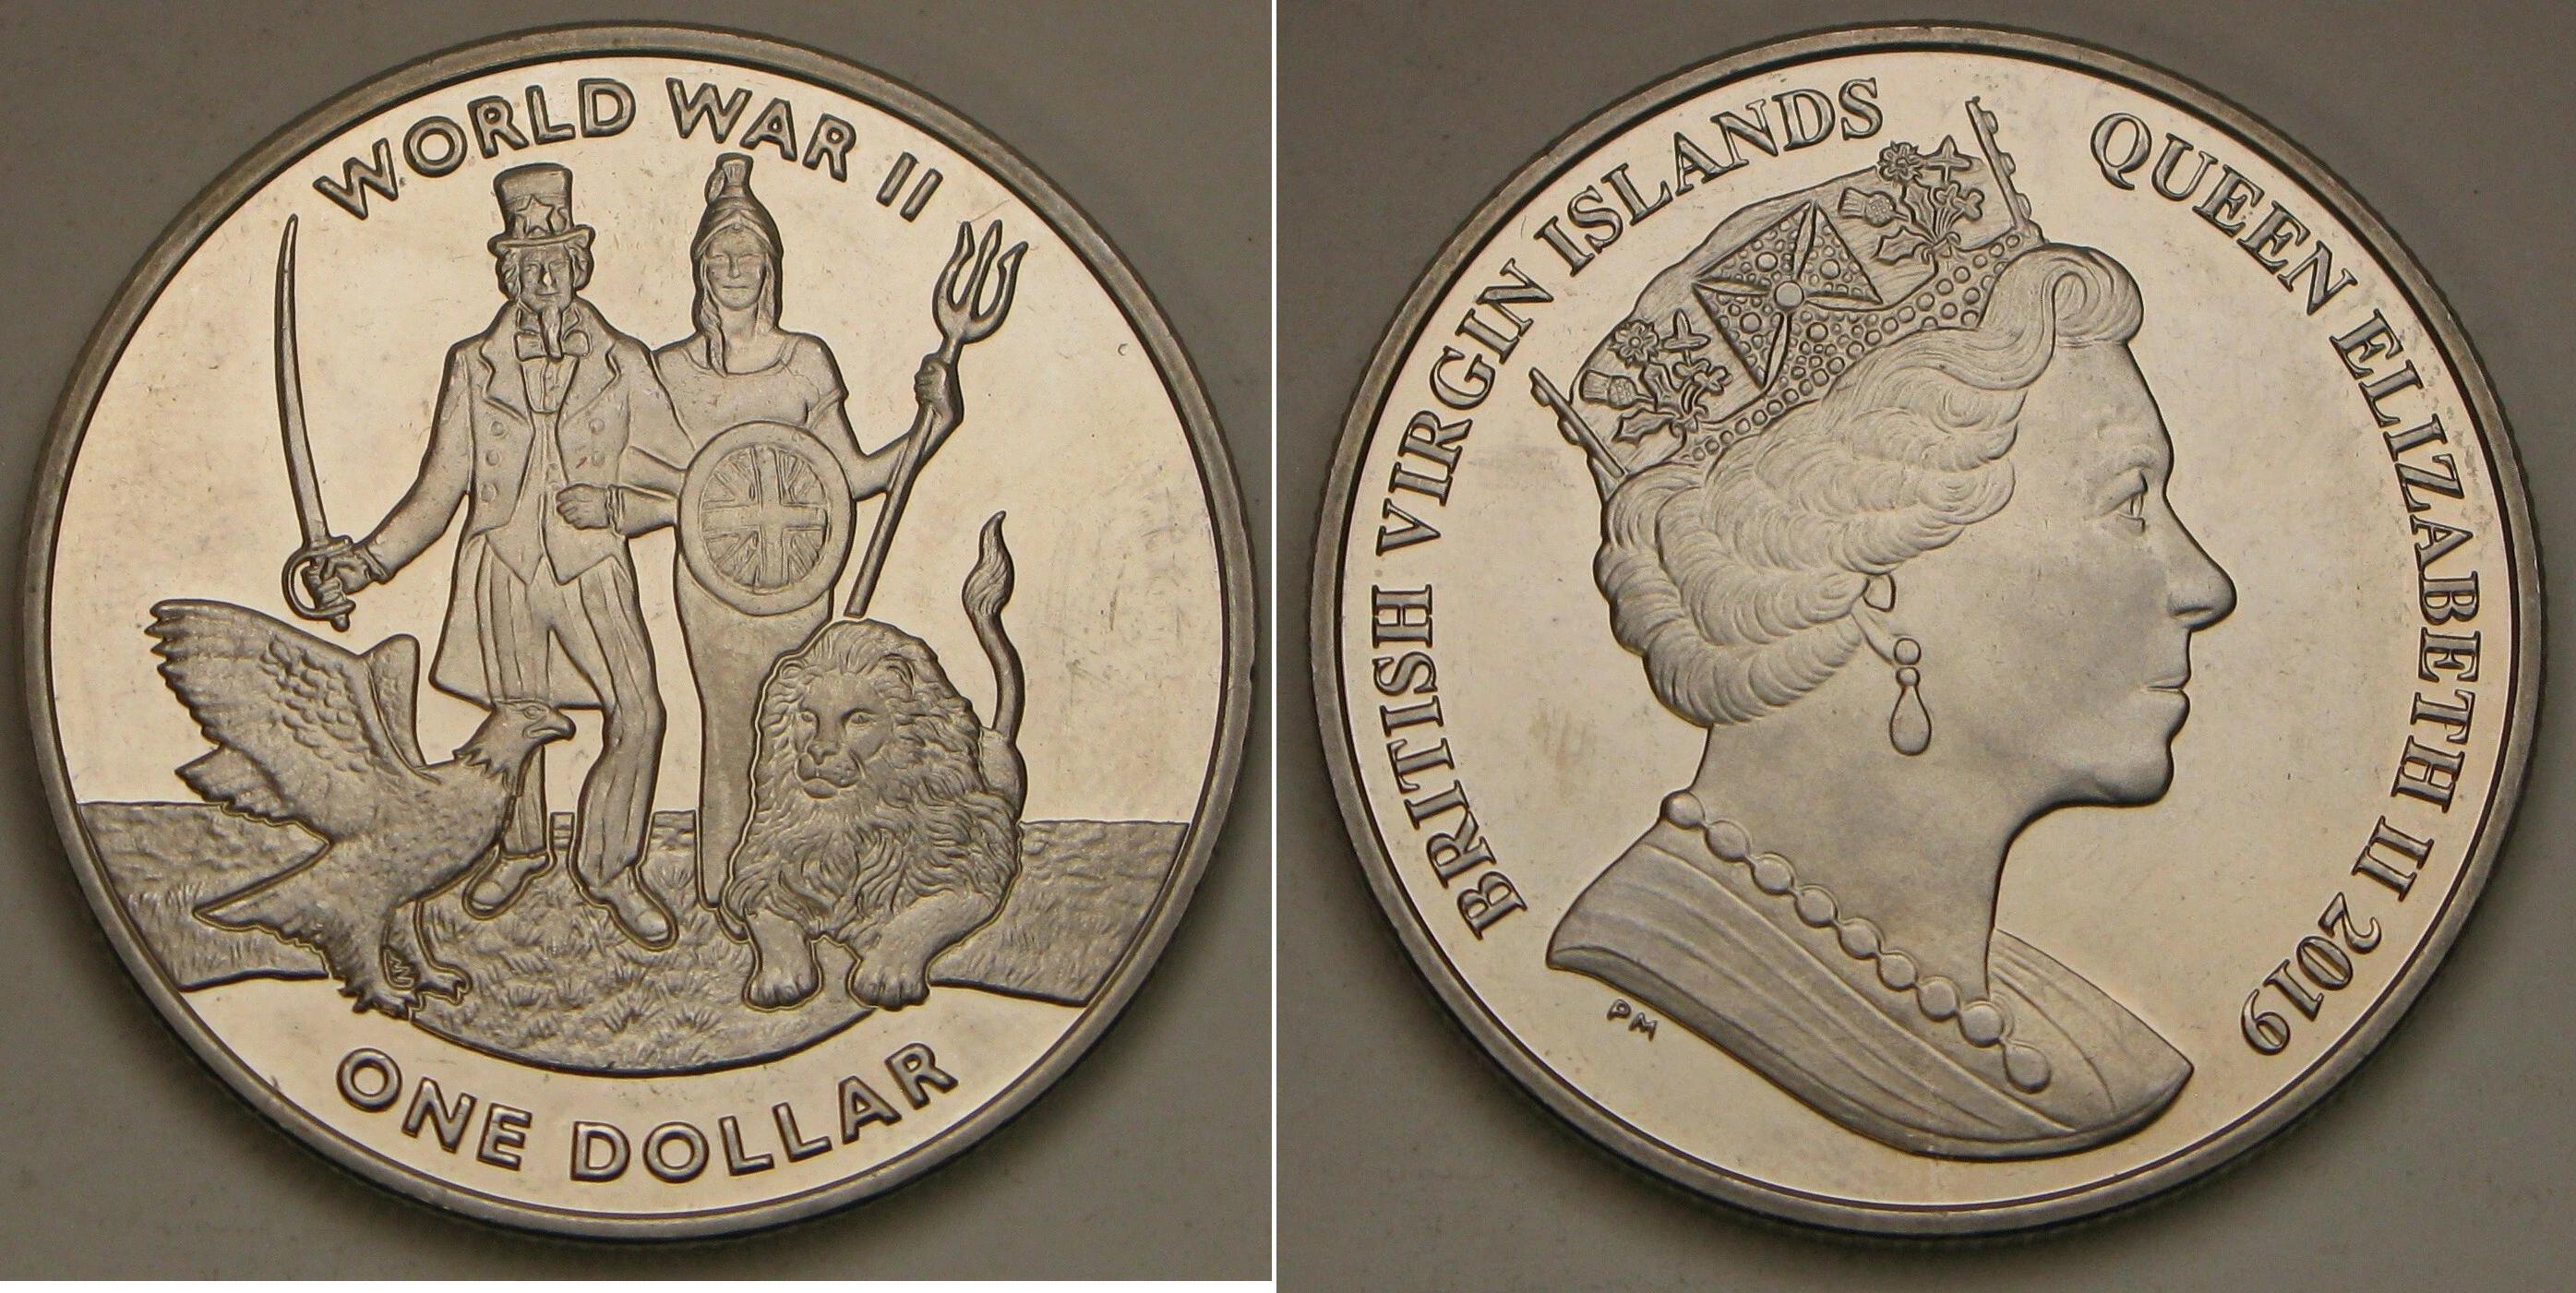 WORLD WAR II
ONE DOLLAR
BRITISH VIRGIN ISLANDS QUEEN ELIZABETH II 2019
PM